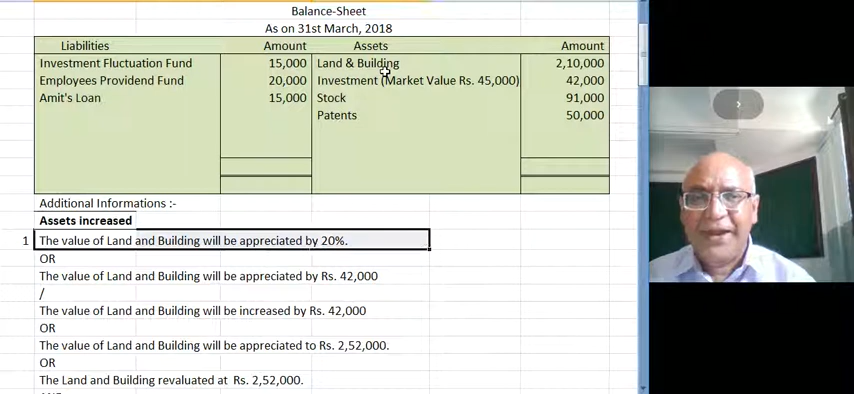 Balance-Sheet
As on 31st March, 2018
Liabilities Amount Assets Amount
Investment Fluctuation Fund 15,000 Land & Building 2,10,000
Employees Providend Fund 20,000 Investment (Market Value Rs. 45,000) 42,000
Amit's Loan 15,000 Stock 91,000
Patents 50,000
Additional Informations :-
Assets increased
1 The value of Land and Building will be appreciated by 20%.
OR
The value of Land and Building will be appreciated by Rs. 42,000
/
The value of Land and Building will be increased by Rs. 42,000
OR
The value of Land and Building will be appreciated to Rs. 2,52,000.
OR
The Land and Building revaluated at Rs. 2,52,000.